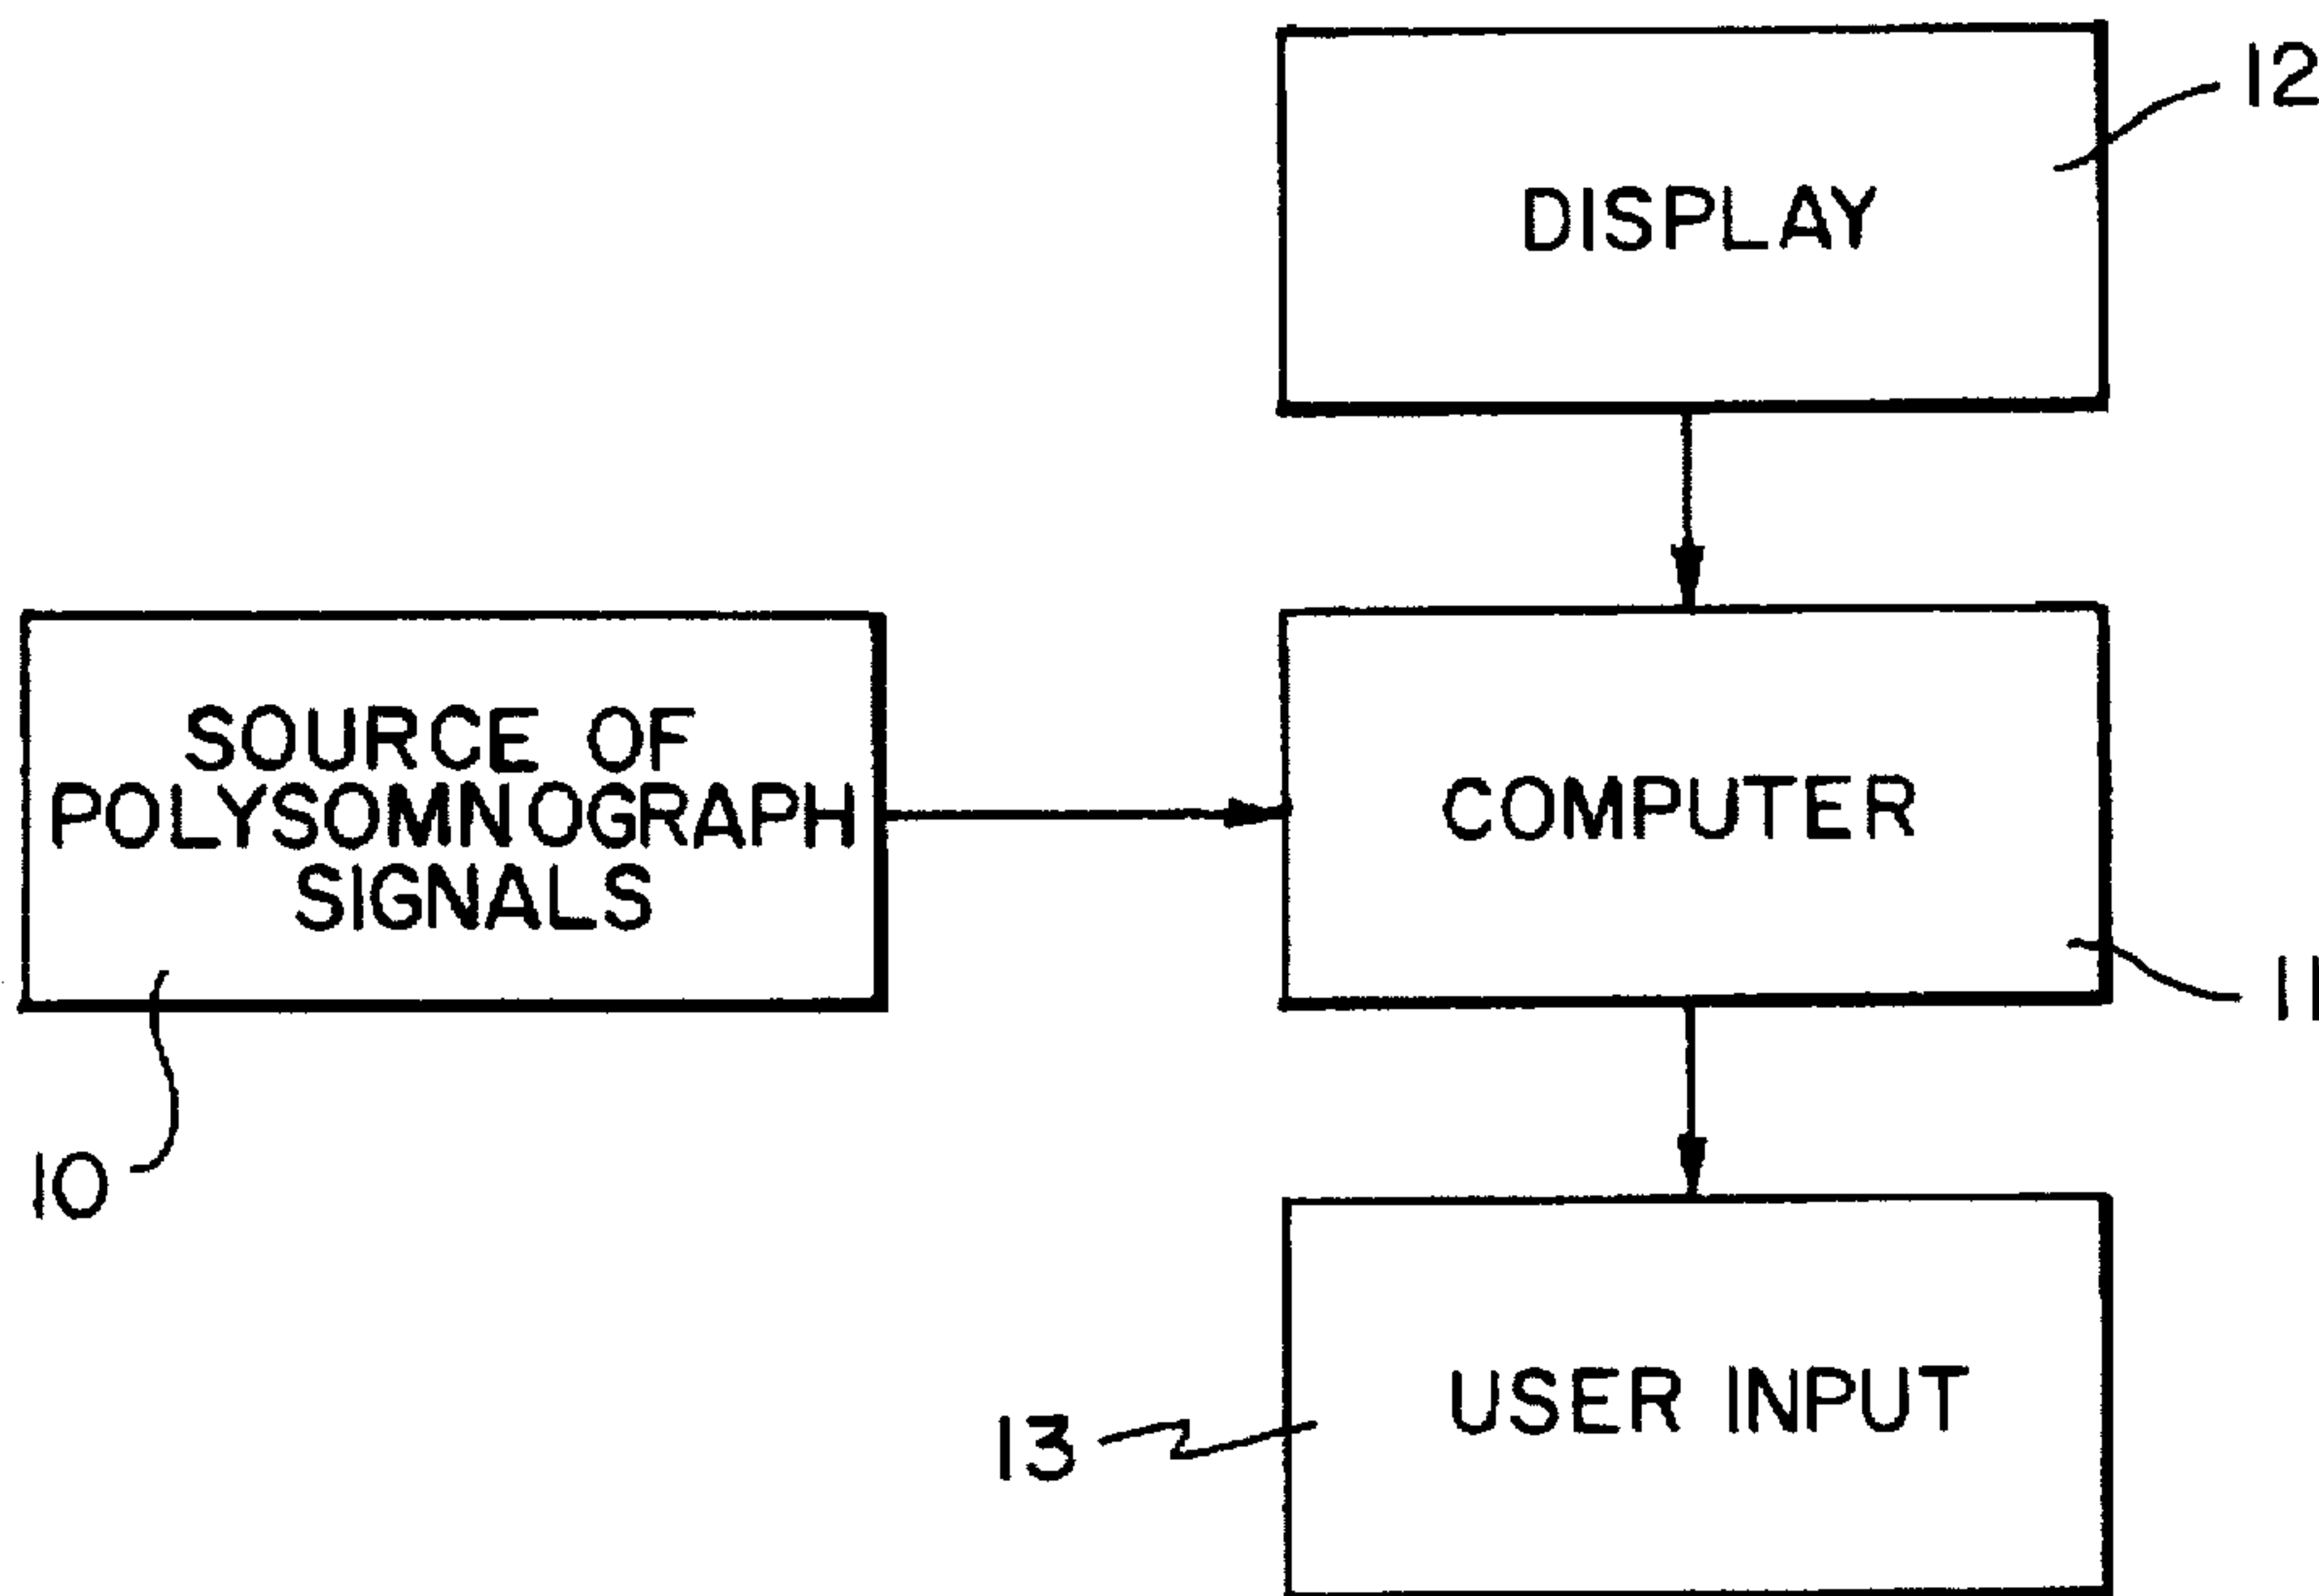 12
DISPLAY
SOURCE OF
POLYSOMNOGRAPH
SIGNALS
COMPUTER
11
10
USER INPUT
13